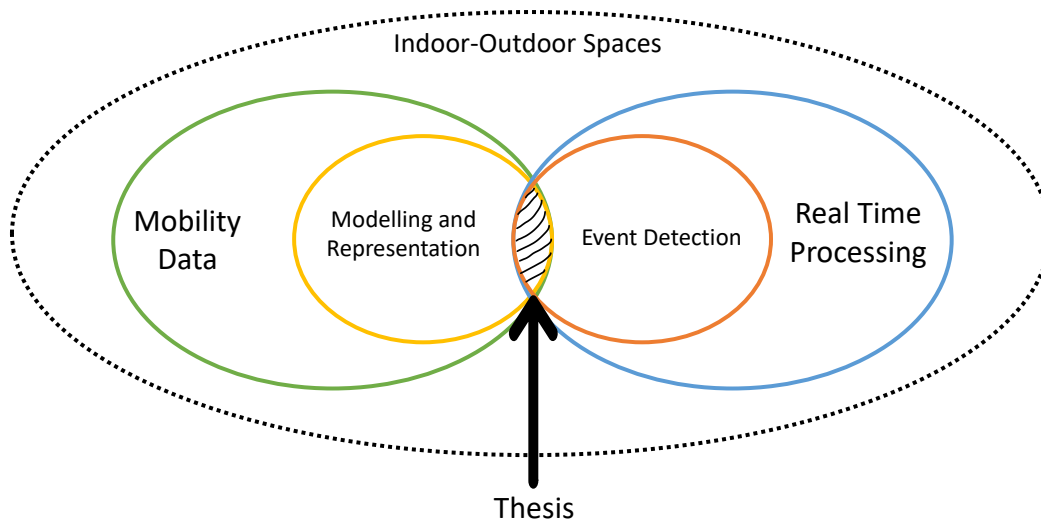 Indoor-Outdoor Spaces
Mobility
Data
Modelling and
Representation
Event Detection
Real Time
Processing
Thesis